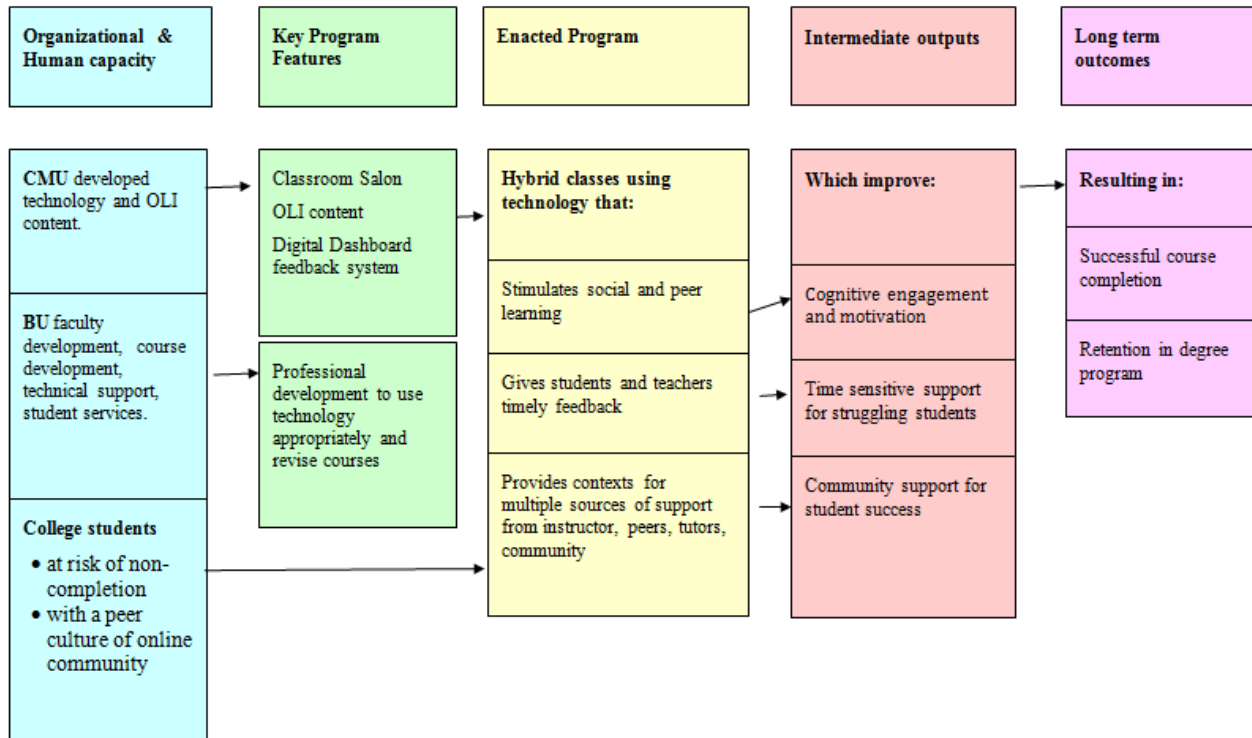 Organizational &
Human capacity
Key Program
Features
Enacted Program
Intermediate outputs
Long term
outcomes
CMU developed
technology and OLI
content.
BU faculty
development, course
development,
technical support,
student services.
College students
• at risk of non-
completion
• with a peer
culture of online
community
Classroom Salon
OLI content
Digital Dashboard
feedback system
Professional
development to use
technology
appropriately and
revise courses
Hybrid classes using
technology that:
Stimulates social and peer
learning
Gives students and teachers
timely feedback
Provides contexts for
multiple sources of support
from instructor, peers, tutors,
community
Which improve:
Cognitive engagement
and motivation
Time sensitive support
for struggling students
Community support for
student success
Resulting in:
Successful course
completion
Retention in degree
program